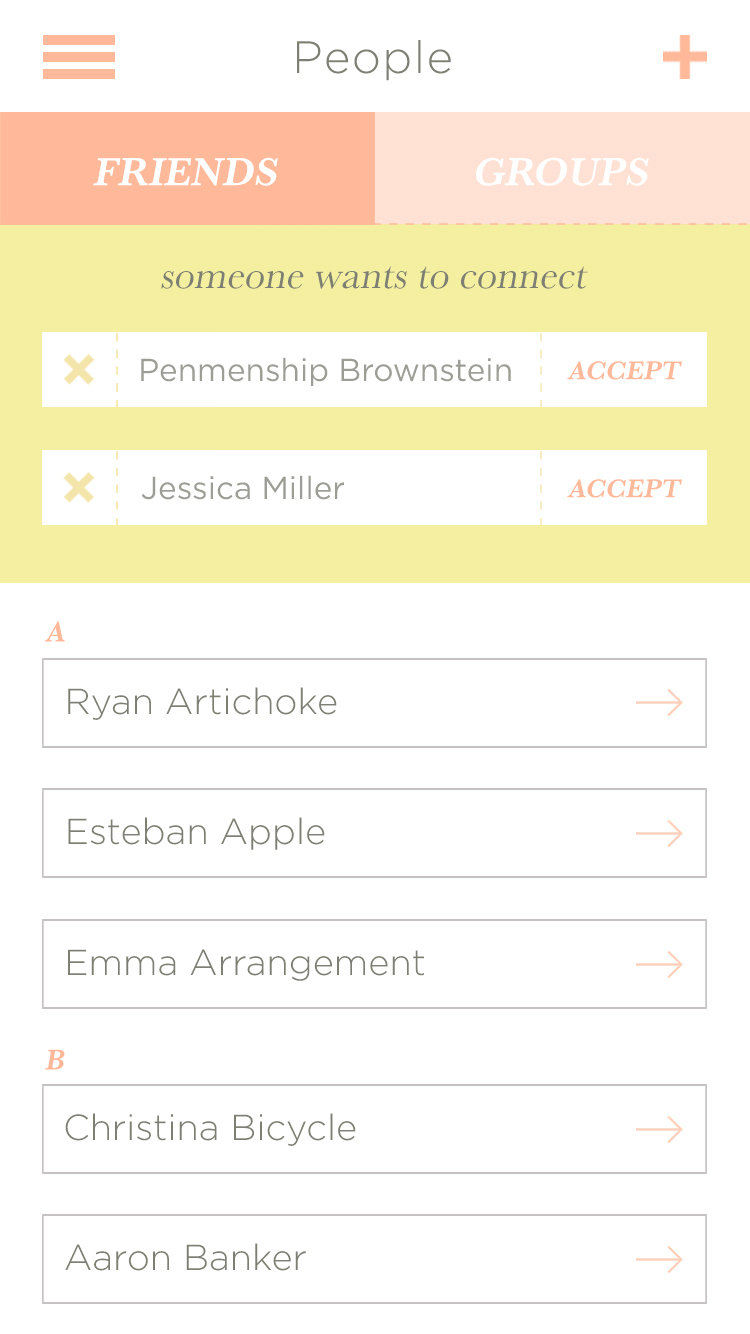 People
FRIENDS
GROUPS
someone wants to connect
Penmenship Brownstein
ACCEPT
Jessica Miller
ACCEPT
A
Ryan Artichoke
Esteban Apple
Emma Arrangement
B
Christina Bicycle
Aaron Banker